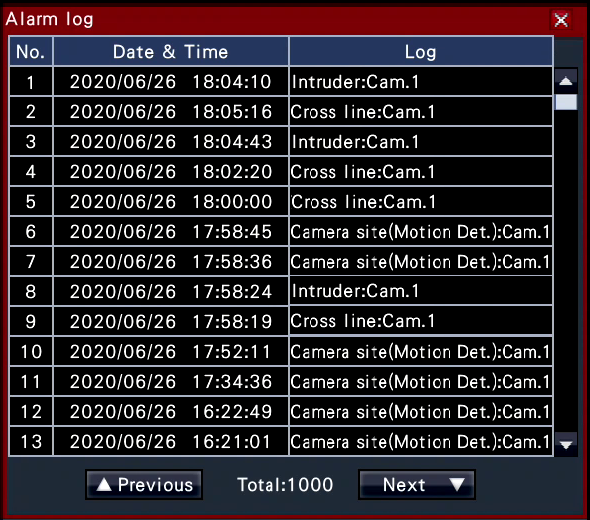 Alarm log
No. Date & Time Log
1 2020/06/26 18:04:10 Intruder:Cam.1
2 2020/06/26 18:05:16 Cross line:Cam.1
3 2020/06/26 18:04:43 Intruder:Cam.1
4 2020/06/26 18:02:20 Cross line:Cam.1
5 2020/06/26 18:00:00 Cross line:Cam.1
6 2020/06/26 17:58:45 Camera site(Motion Det.):Cam.1
7 2020/06/26 17:58:36 Camera site(Motion Det.):Cam.1
8 2020/06/26 17:58:24 Intruder:Cam.1
9 2020/06/26 17:58:19 Cross line:Cam.1
10 2020/06/26 17:52:11 Camera site(Motion Det.):Cam.1
11 2020/06/26 17:34:36 Camera site(Motion Det.):Cam.1
12 2020/06/26 16:22:49 Camera site(Motion Det.):Cam.1
13 2020/06/26 16:21:01 Camera site(Motion Det.):Cam.1
▲ Previous Total:1000 Next ▼